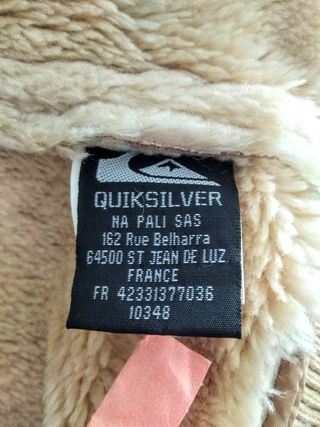 QUIKSILVER
NA PALI SAS
162 Rue Belharra
64500 ST JEAN DE LUZ
FRANCE
FR 42331377036
10348